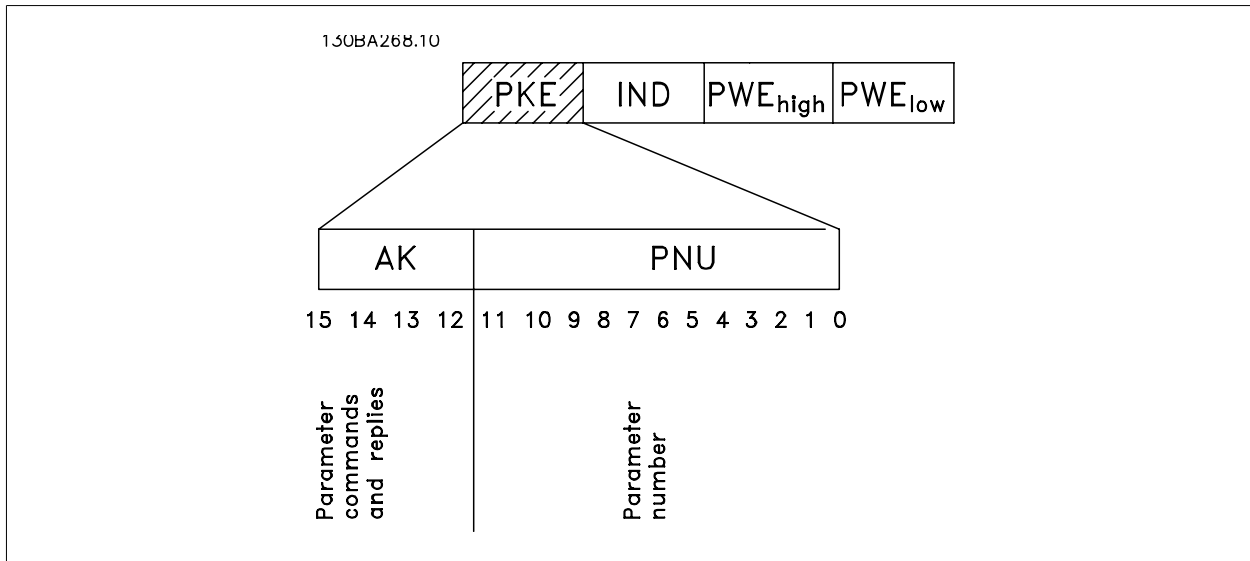 130BA268.10
PKE IND PWEhigh PWElow
AK PNU
15 14 13 12 11 10 9 8 7 6 5 4 3 2 1 0
Parameter
commands
and replies
Parameter
number